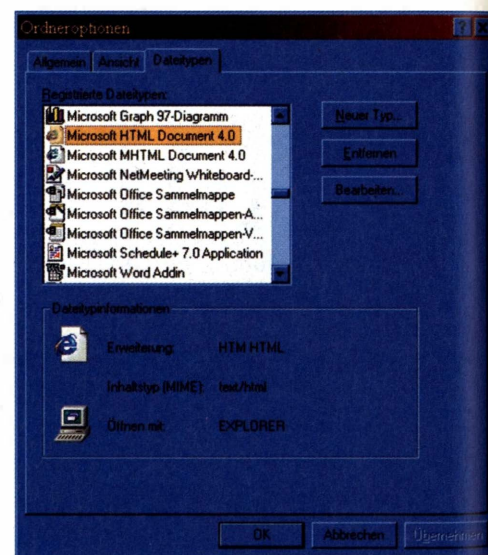 Ordneroptionen
Allgemein Ansicht Dateitypen
Registrierte Dateitypen:
Microsoft Graph 97-Diagramm
Microsoft HTML Document 4.0
Microsoft MHTML Document 4.0
Microsoft NetMeeting Whiteboard-...
Microsoft Office Sammelmappe
Microsoft Office Sammelmappen-A...
Microsoft Office Sammelmappen-V...
Microsoft Schedule+ 7.0 Application
Microsoft Word Addin
Neuer Typ...
Entfernen
Bearbeiten...
Dateitypinformationen
Erweiterung: HTM HTML
Inhaltstyp (MIME): text/html
Öffnen mit: EXPLORER
OK Abbrechen Übernehmen